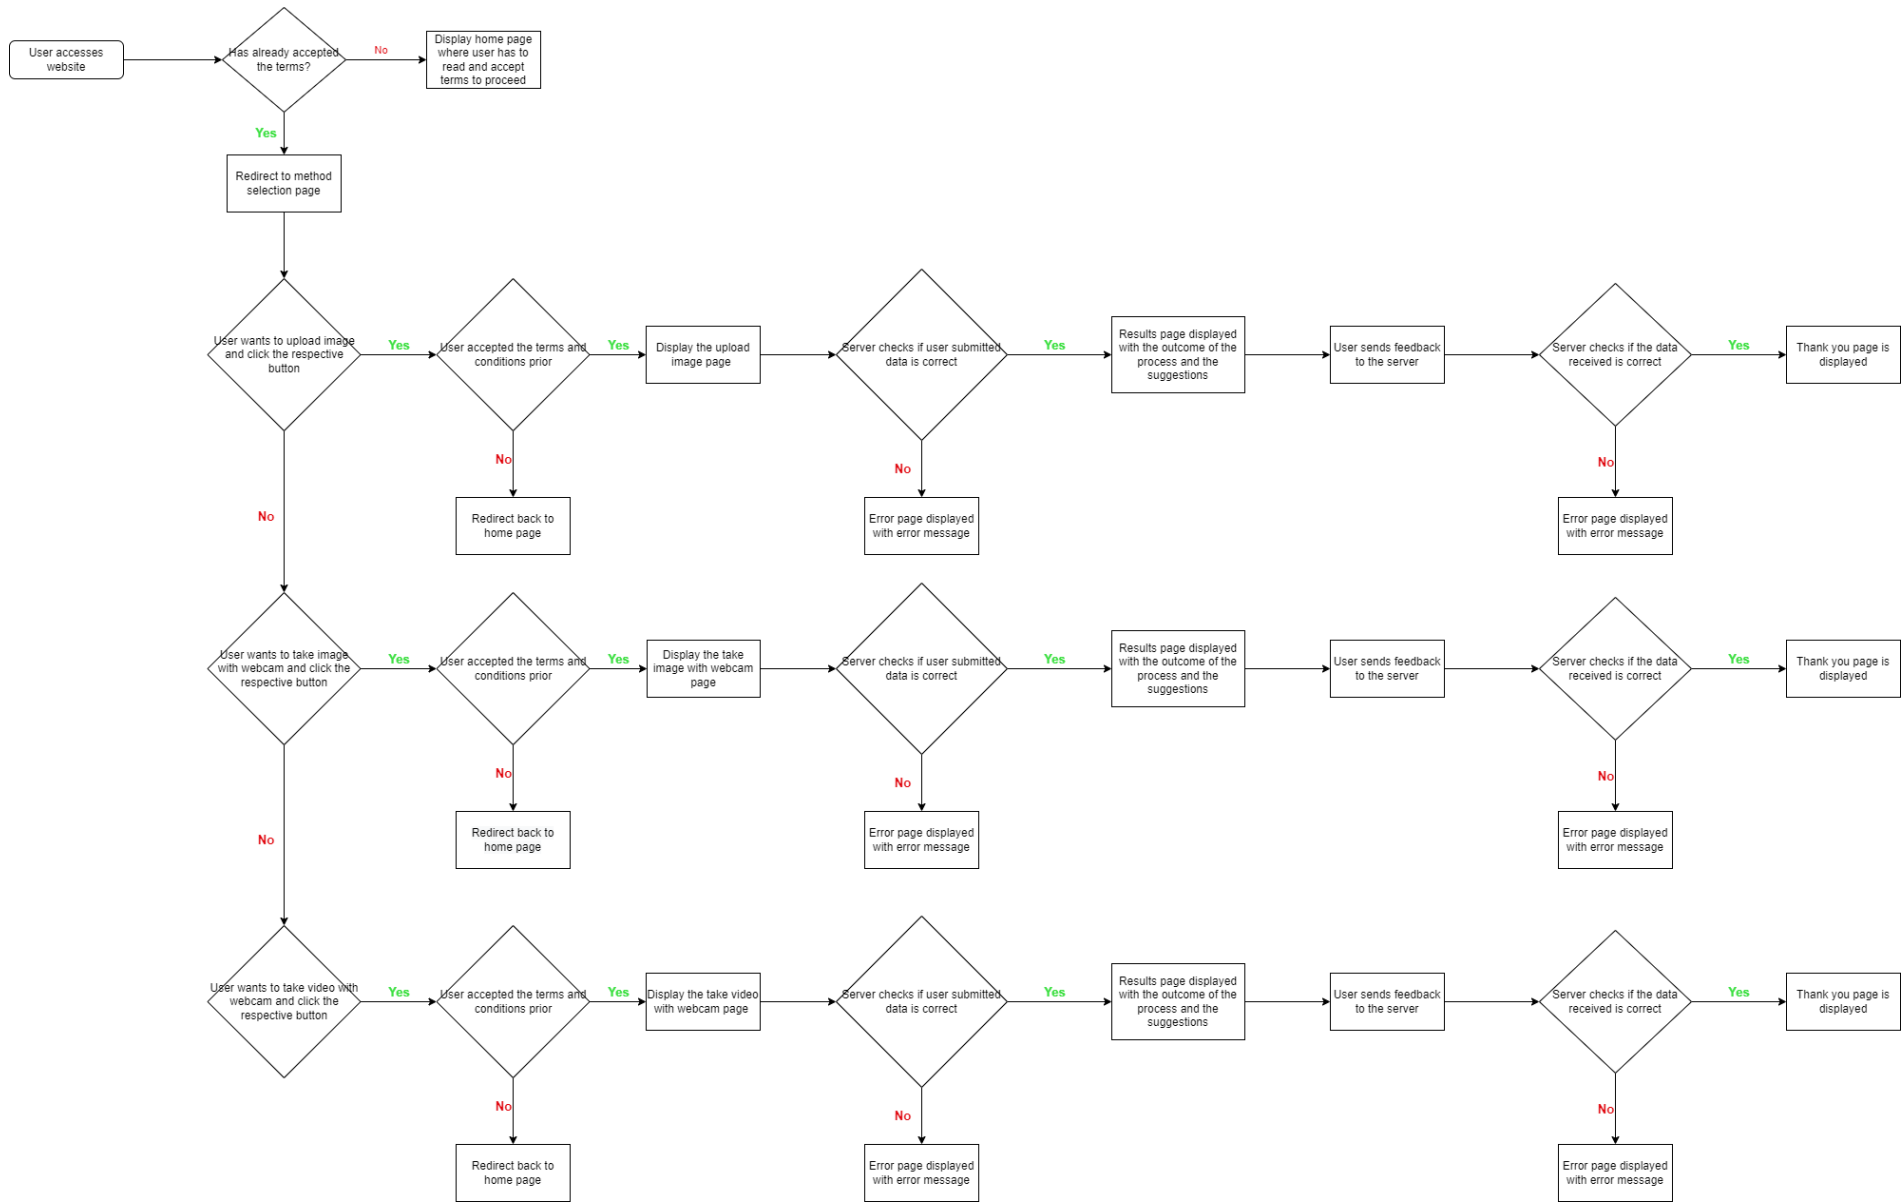 User accesses
website
Has already accepted
the terms?
No
Display home page
where user has to
read and accept
terms to proceed
Yes
Redirect to method
selection page
User wants to upload image
and click the respective
button
Yes
User accepted the terms and
conditions prior
Yes
Display the upload
image page
Server checks if user submitted
data is correct
Yes
Results page displayed
with the outcome of the
process and the
suggestions
User sends feedback
to the server
Server checks if the data
received is correct
Yes
Thank you page is
displayed
No
No
No
No
Redirect back to
home page
Error page displayed
with error message
Error page displayed
with error message
User wants to take image
with webcam and click the
respective button
Yes
User accepted the terms and
conditions prior
Yes
Display the take
image with webcam
page
Server checks if user submitted
data is correct
Yes
Results page displayed
with the outcome of the
process and the
suggestions
User sends feedback
to the server
Server checks if the data
received is correct
Yes
Thank you page is
displayed
No
No
No
No
Redirect back to
home page
Error page displayed
with error message
Error page displayed
with error message
User wants to take video with
webcam and click the
respective button
Yes
User accepted the terms and
conditions prior
Yes
Display the take video
with webcam page
Server checks if user submitted
data is correct
Yes
Results page displayed
with the outcome of the
process and the
suggestions
User sends feedback
to the server
Server checks if the data
received is correct
Yes
Thank you page is
displayed
No
No
No
Redirect back to
home page
Error page displayed
with error message
Error page displayed
with error message